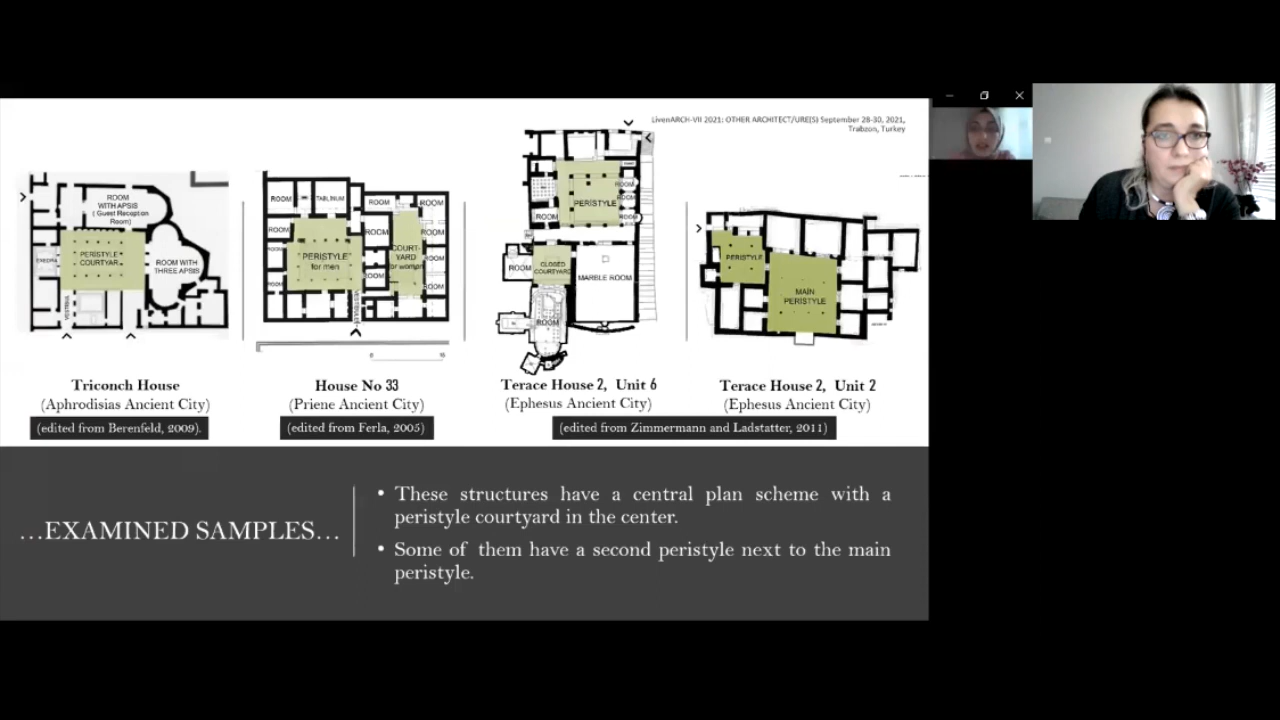 LivenARCH-VII 2021: OTHER ARCHITECT/URE(S) September 28-30, 2021,
Trabzon, Turkey
ROOM
WITH APSIS
( Guest Reception
Room)
PERISTYLE
COURTYAR
ROOM WITH
THREE APSIS
ROOM
TABLINUM
ROOM
ROOM
ROOM
ROOM
ROOM
PERISTYLE
for men
COURT-
YARD
for women
ROOM
ROOM
ROOM
ROOM
PERISTYLE
ROOM
ROOM
ROOM
ROOM
ROOM
CLOSED
COURTYARD
MARBLE ROOM
ROOM
PERISTYLE
MAIN
PERISTYLE
Triconch House
(Aphrodisias Ancient City)
(edited from Berenfeld, 2009).
House No 33
(Priene Ancient City)
(edited from Ferla, 2005)
Terace House 2, Unit 6
(Ephesus Ancient City)
Terace House 2, Unit 2
(Ephesus Ancient City)
(edited from Zimmermann and Ladstatter, 2011)
...EXAMINED SAMPLES...
• These structures have a central plan scheme with a
peristyle courtyard in the center.
• Some of them have a second peristyle next to the main
peristyle.